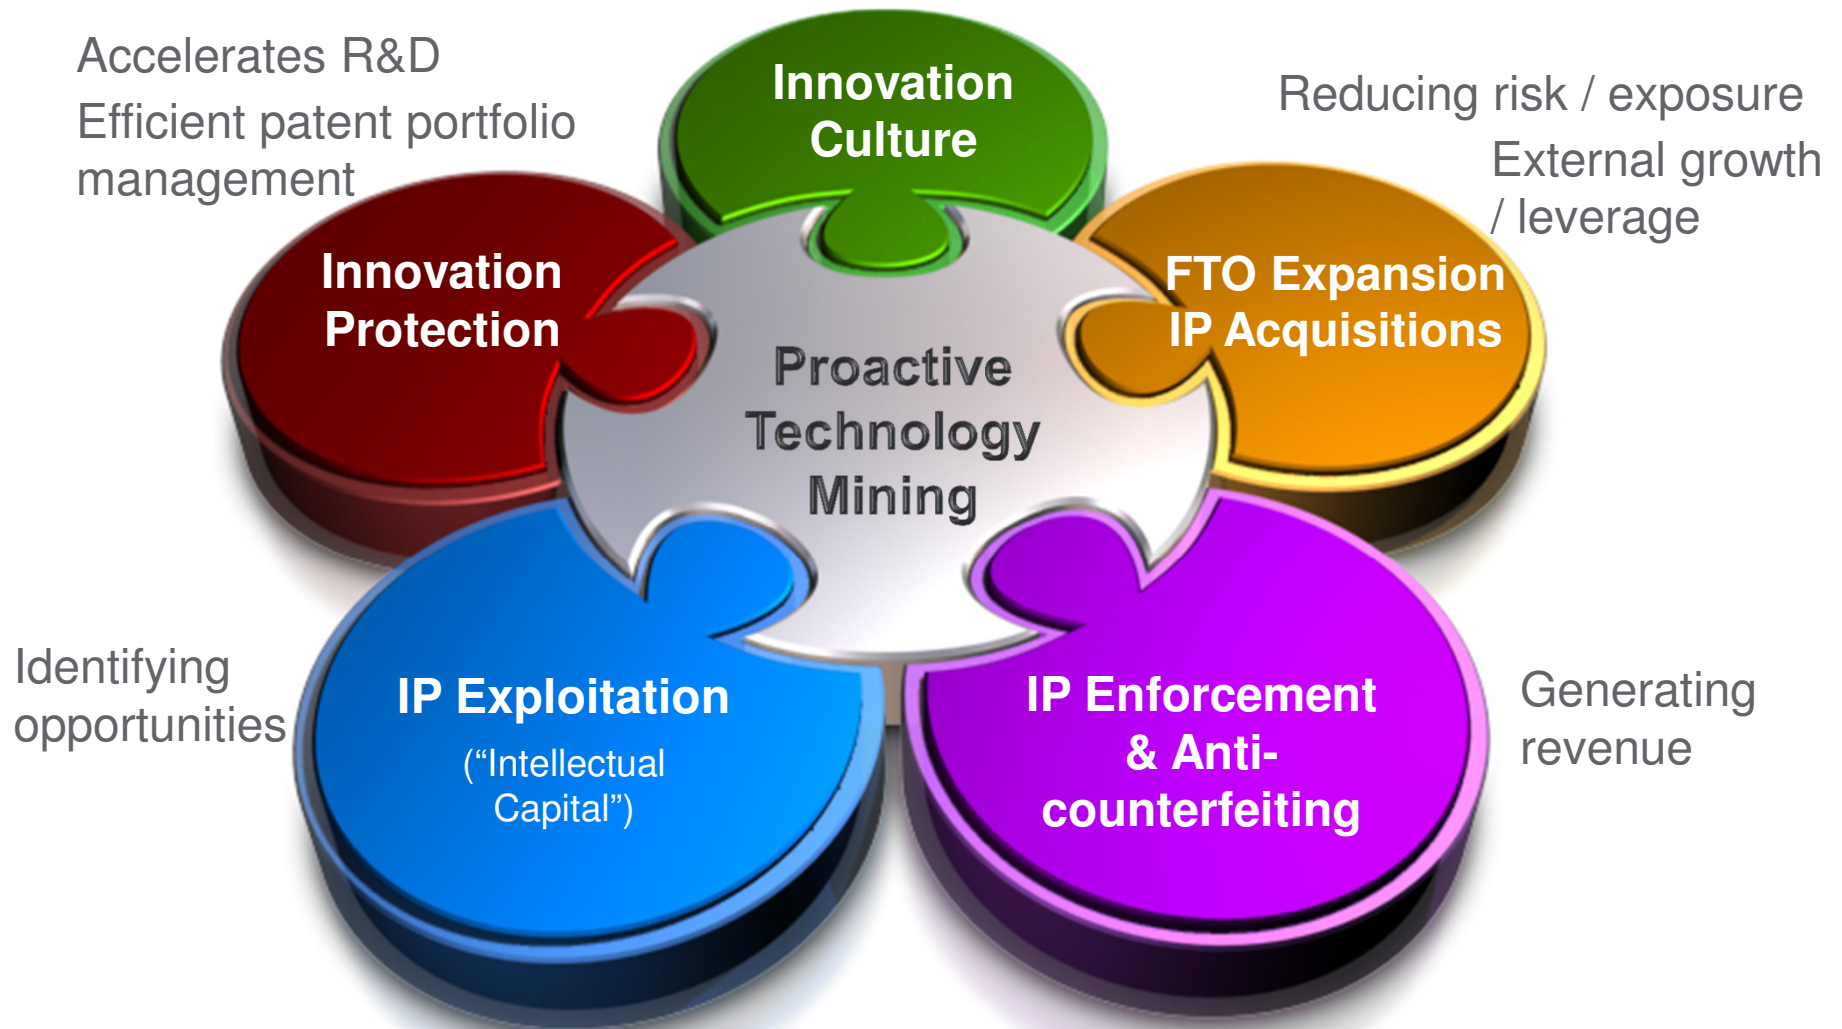 Accelerates R&D
Efficient patent portfolio
management
Innovation
Culture
Reducing risk / exposure
External growth
/ leverage
Innovation
Protection
FTO Expansion
IP Acquisitions
Proactive
Technology
Mining
Identifying
opportunities
IP Exploitation
(“Intellectual
Capital”)
IP Enforcement
& Anti-
counterfeiting
Generating
revenue